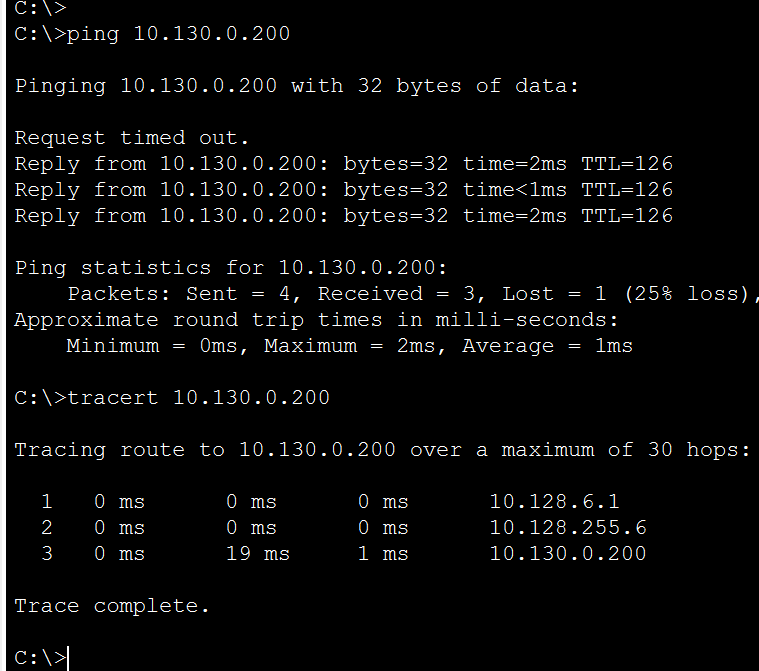 C:\>
C:\>ping 10.130.0.200
Pinging 10.130.0.200 with 32 bytes of data:
Request timed out.
Reply from 10.130.0.200: bytes=32 time=2ms TTL=126
Reply from 10.130.0.200: bytes=32 time<1ms TTL=126
Reply from 10.130.0.200: bytes=32 time=2ms TTL=126
Ping statistics for 10.130.0.200:
Packets: Sent = 4, Received = 3, Lost = 1 (25% loss),
Approximate round trip times in milli-seconds:
Minimum = 0ms, Maximum = 2ms, Average = 1ms
C:\>tracert 10.130.0.200
Tracing route to 10.130.0.200 over a maximum of 30 hops:
1 0 ms 0 ms 0 ms 10.128.6.1
2 0 ms 0 ms 0 ms 10.128.255.6
3 0 ms 19 ms 1 ms 10.130.0.200
Trace complete.
C:\>